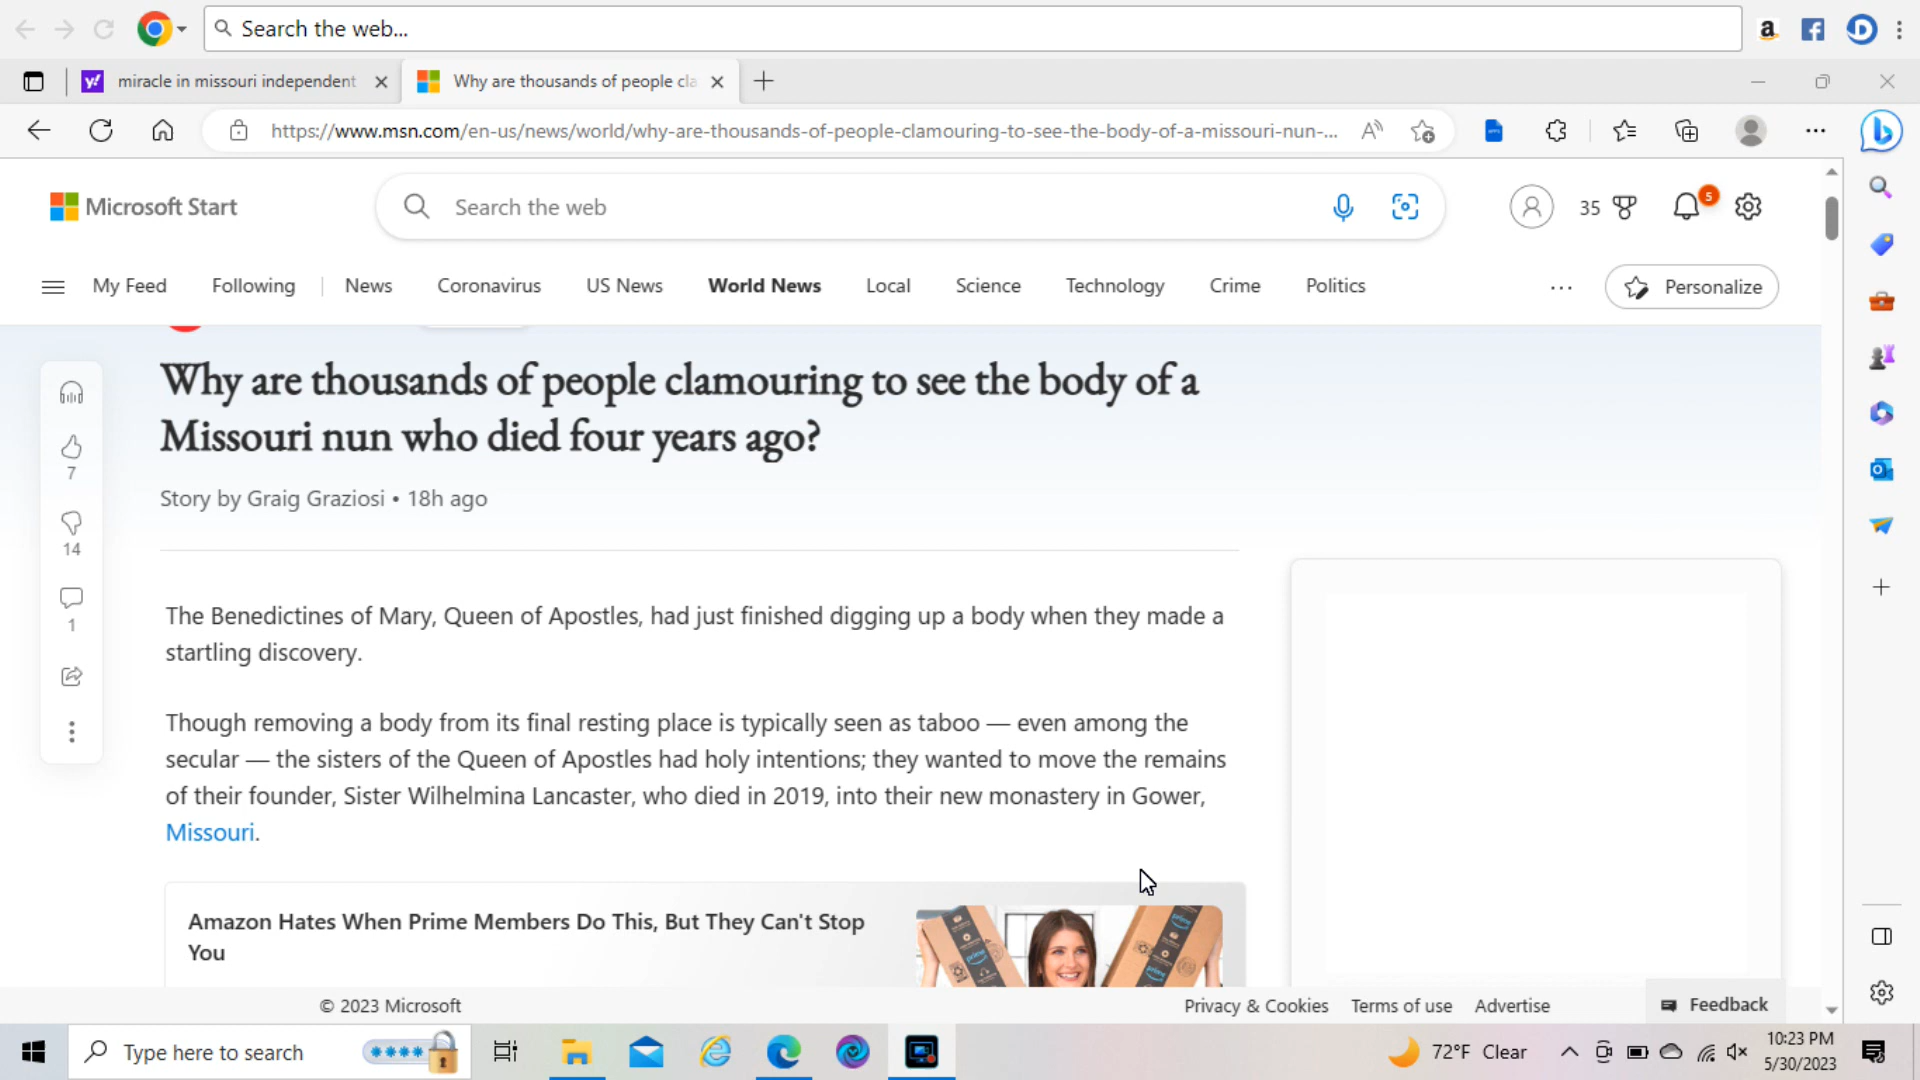 Search the web...
miracle in missouri independent
Why are thousands of people cla
https://www.msn.com/en-us/news/world/why-are-thousands-of-people-clamouring-to-see-the-body-of-a-missouri-nun-...
Microsoft Start
Search the web
35
5
My Feed
Following
News
Coronavirus
US News
World News
Local
Science
Technology
Crime
Politics
Personalize
Why are thousands of people clamouring to see the body of a
Missouri nun who died four years ago?
7
14
1
Story by Graig Graziosi • 18h ago
The Benedictines of Mary, Queen of Apostles, had just finished digging up a body when they made a
startling discovery.
Though removing a body from its final resting place is typically seen as taboo — even among the
secular — the sisters of the Queen of Apostles had holy intentions; they wanted to move the remains
of their founder, Sister Wilhelmina Lancaster, who died in 2019, into their new monastery in Gower,
Missouri.
Amazon Hates When Prime Members Do This, But They Can't Stop
You
© 2023 Microsoft
Privacy & Cookies
Terms of use
Advertise
Feedback
Type here to search
72°F Clear
10:23 PM
5/30/2023